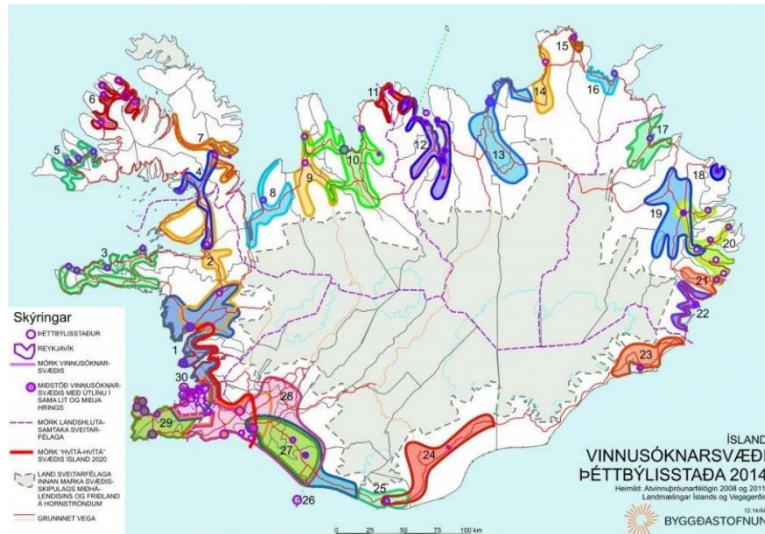 15
11
14
16
6
17
7
12
10
5
13
18
4
8
9
19
20
3
2
21
22
Skýringar
ÞÉTTBÝLISSTAÐUR
REYKJAVÍK
MÖRK VINNUSÓKNAR-
SVÆÐIS
MIÐSTÖÐ VINNUSÓKNAR-
SVÆÐIS MEÐ ÚTLÍNU Í
SAMA LIT OG MIÐJA
HRINGS
MÖRK LANDSHLUTA-
SAMTAKA SVEITAR-
FÉLAGA
MÖRK "HVÍTÁ-HVÍTÁ"
SVÆÐIS ÍSLAND 2020
LAND SVEITARFÉLAGA
INNAN MARKA SVÆÐIS-
SKIPULAGS MIÐHÁ-
LENDISINS OG FRIÐLAND
Á HORNSTRÖNDUM
GRUNNNET VEGA
1
23
30
28
29
27
24
25
26
0 25 50 100 km
ÍSLAND
VINNUSÓKNARSVÆÐI
ÞÉTTBÝLISSTAÐA 2014
Heimild: Atvinnuþróunarfélögin 2008 og 2011
Landmælingar Íslands og Vegagerðin
BYGGÐASTOFNUN